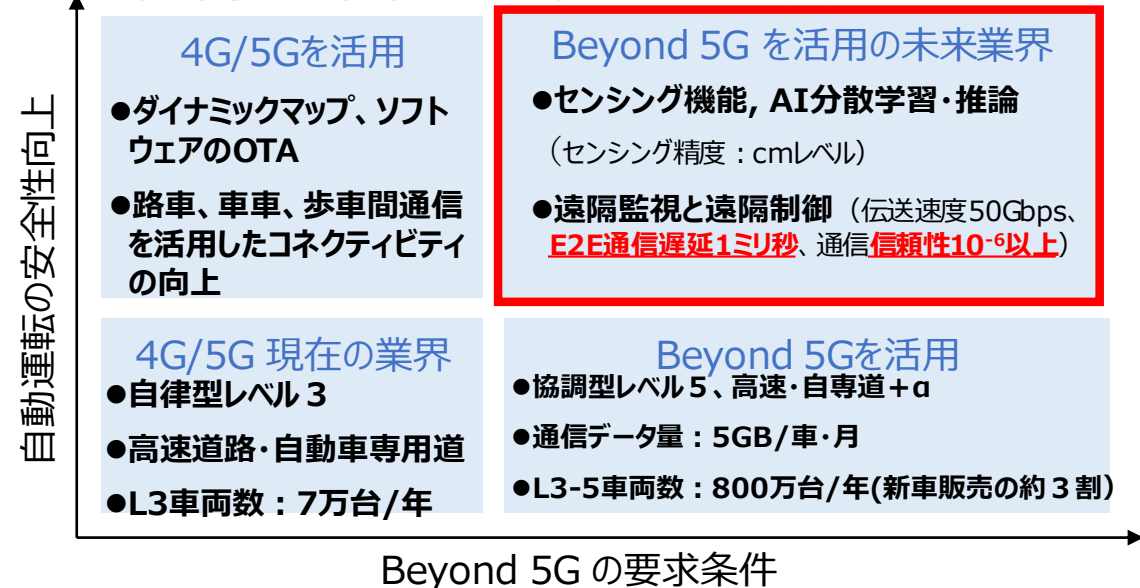 自動運転の安全性向上
4G/5Gを活用
●ダイナミックマップ、ソフト
ウェアのOTA
●路車、車車、歩車間通信
を活用したコネクティビティ
の向上
Beyond 5G を活用の未来業界
●センシング機能, AI分散学習・推論
（センシング精度：cmレベル）
●遠隔監視と遠隔制御（伝送速度50Gbps、
E2E通信遅延1ミリ秒、通信信頼性10-6以上）
4G/5G 現在の業界
●自律型レベル３
●高速道路・自動車専用道
●L3車両数：7万台/年
Beyond 5Gを活用
●協調型レベル５、高速・自専道+α
●通信データ量：5GB/車・月
●L3-5車両数：800万台/年(新車販売の約３割）
Beyond 5G の要求条件